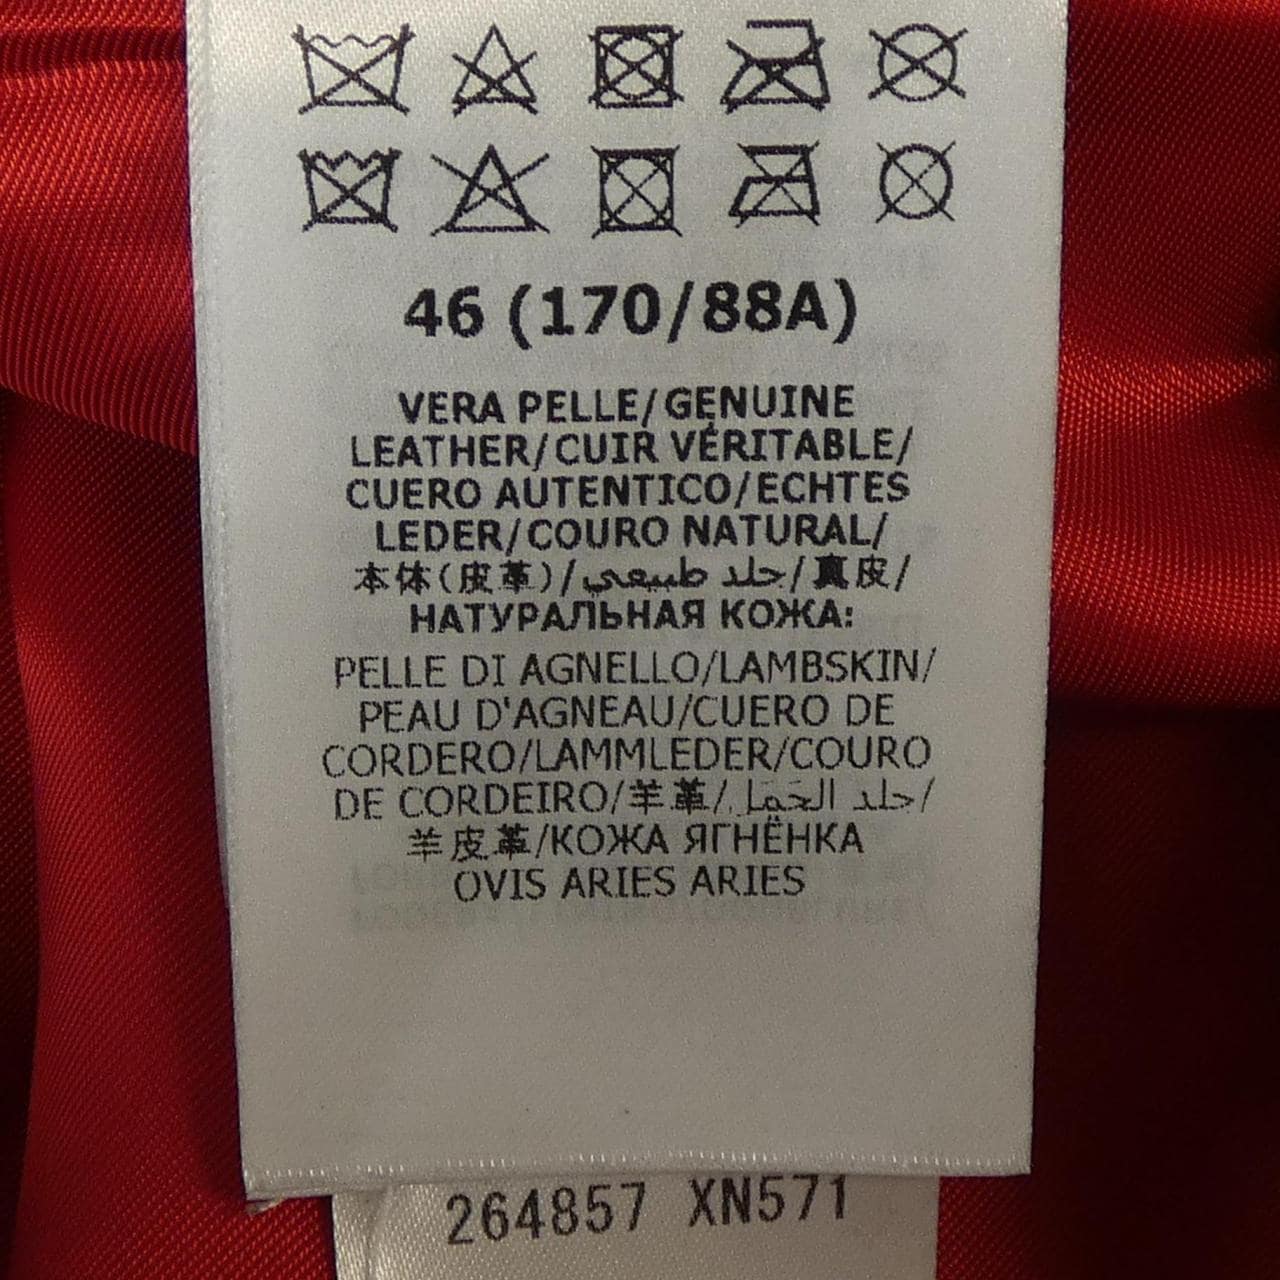 46 (170/88A)
VERA PELLE/GENUINE
LEATHER/CUIR VÉRITABLE/
CUERO AUTENTICO/ECHTES
LEDER/COURO NATURAL/
本体(皮革)/جلد طبيعي/真皮/
НАТУРАЛЬНАЯ КОЖА:
PELLE DI AGNELLO/LAMBSKIN/
PEAU D'AGNEAU/CUERO DE
CORDERO/LAMMLEDER/COURO
DE CORDEIRO/羊革/جلد الحمل/
羊皮革/КОЖА ЯГНЁНКА
OVIS ARIES ARIES
264857 XN571